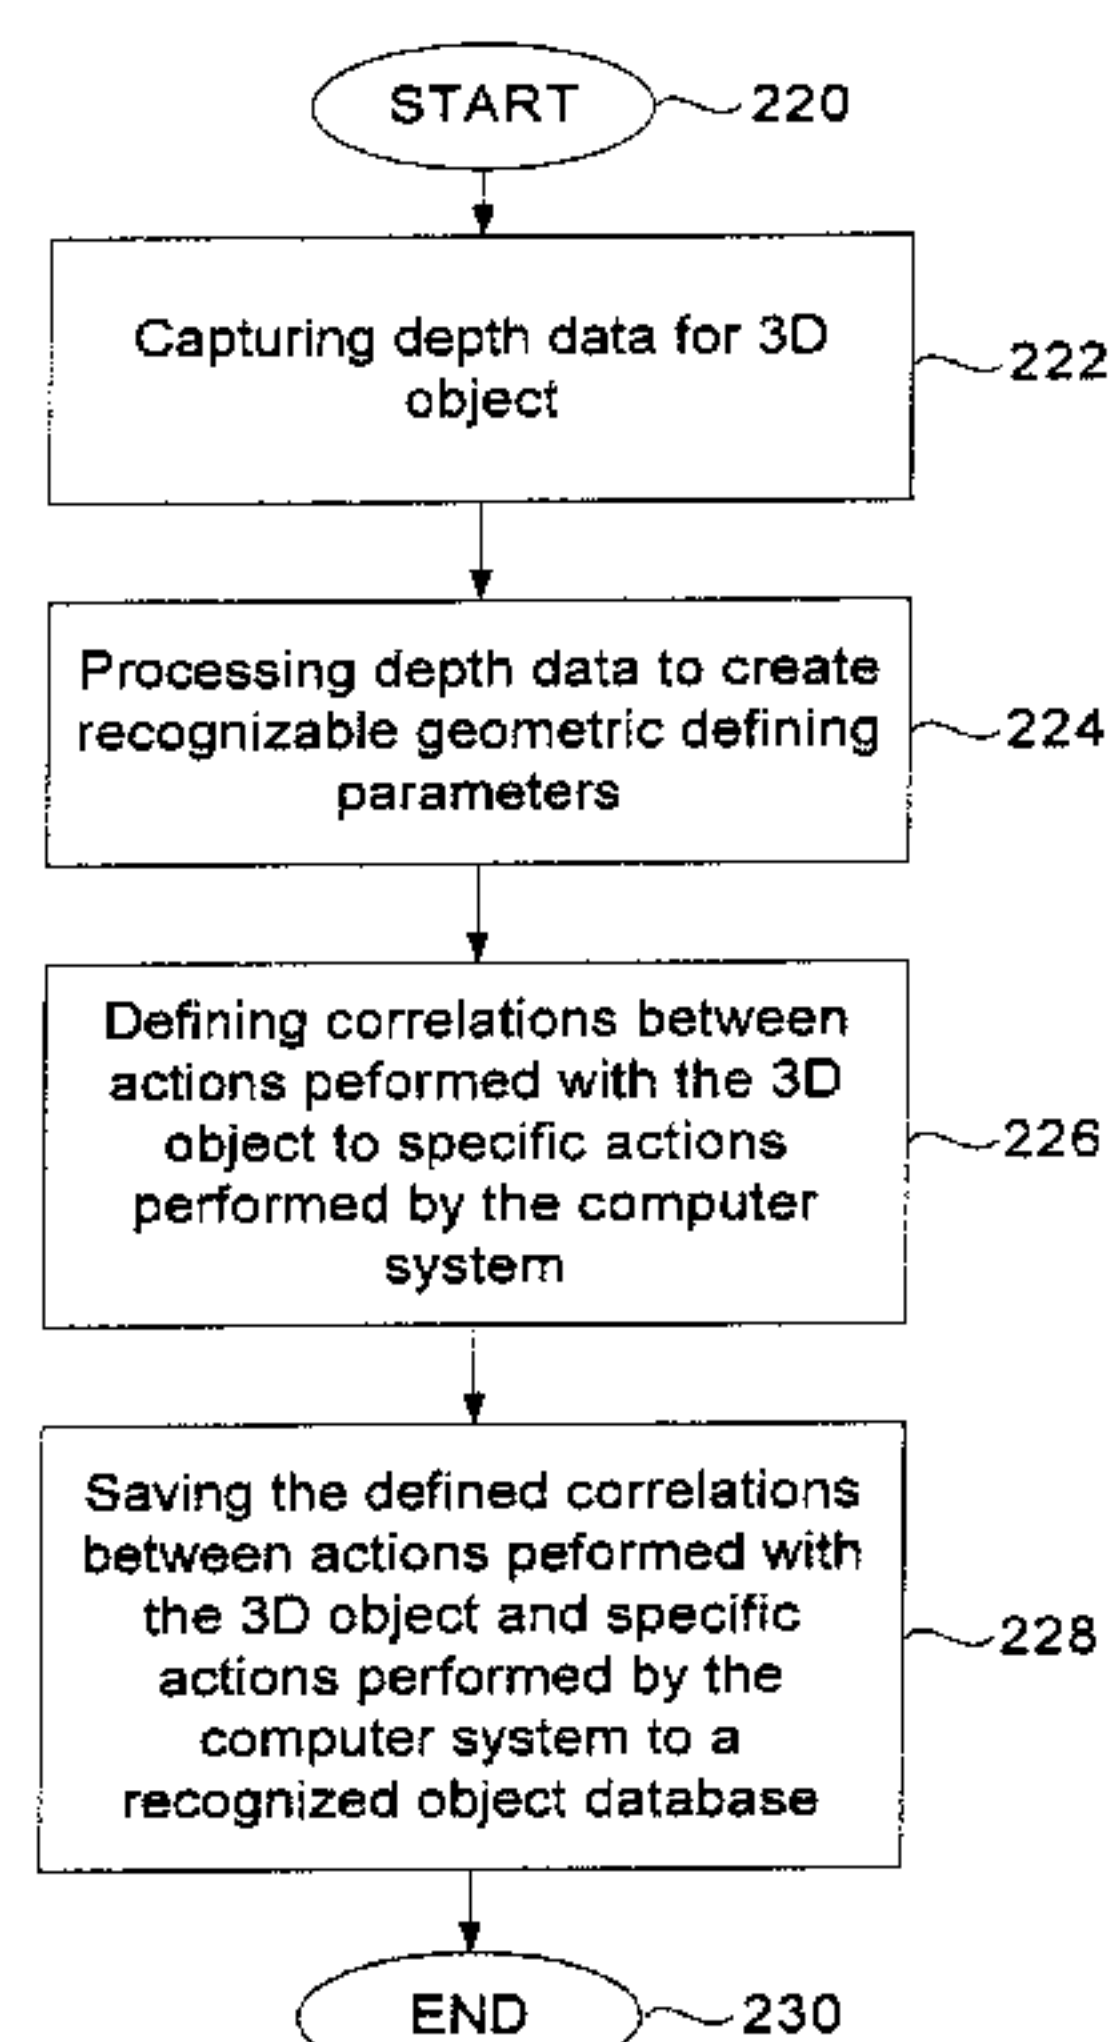 START 220
Capturing depth data for 3D
object
222
Processing depth data to create
recognizable geometric defining
parameters
224
Defining correlations between
actions peformed with the 3D
object to specific actions
performed by the computer
system
226
Saving the defined correlations
between actions peformed with
the 3D object and specific
actions performed by the
computer system to a
recognized object database
228
END 230